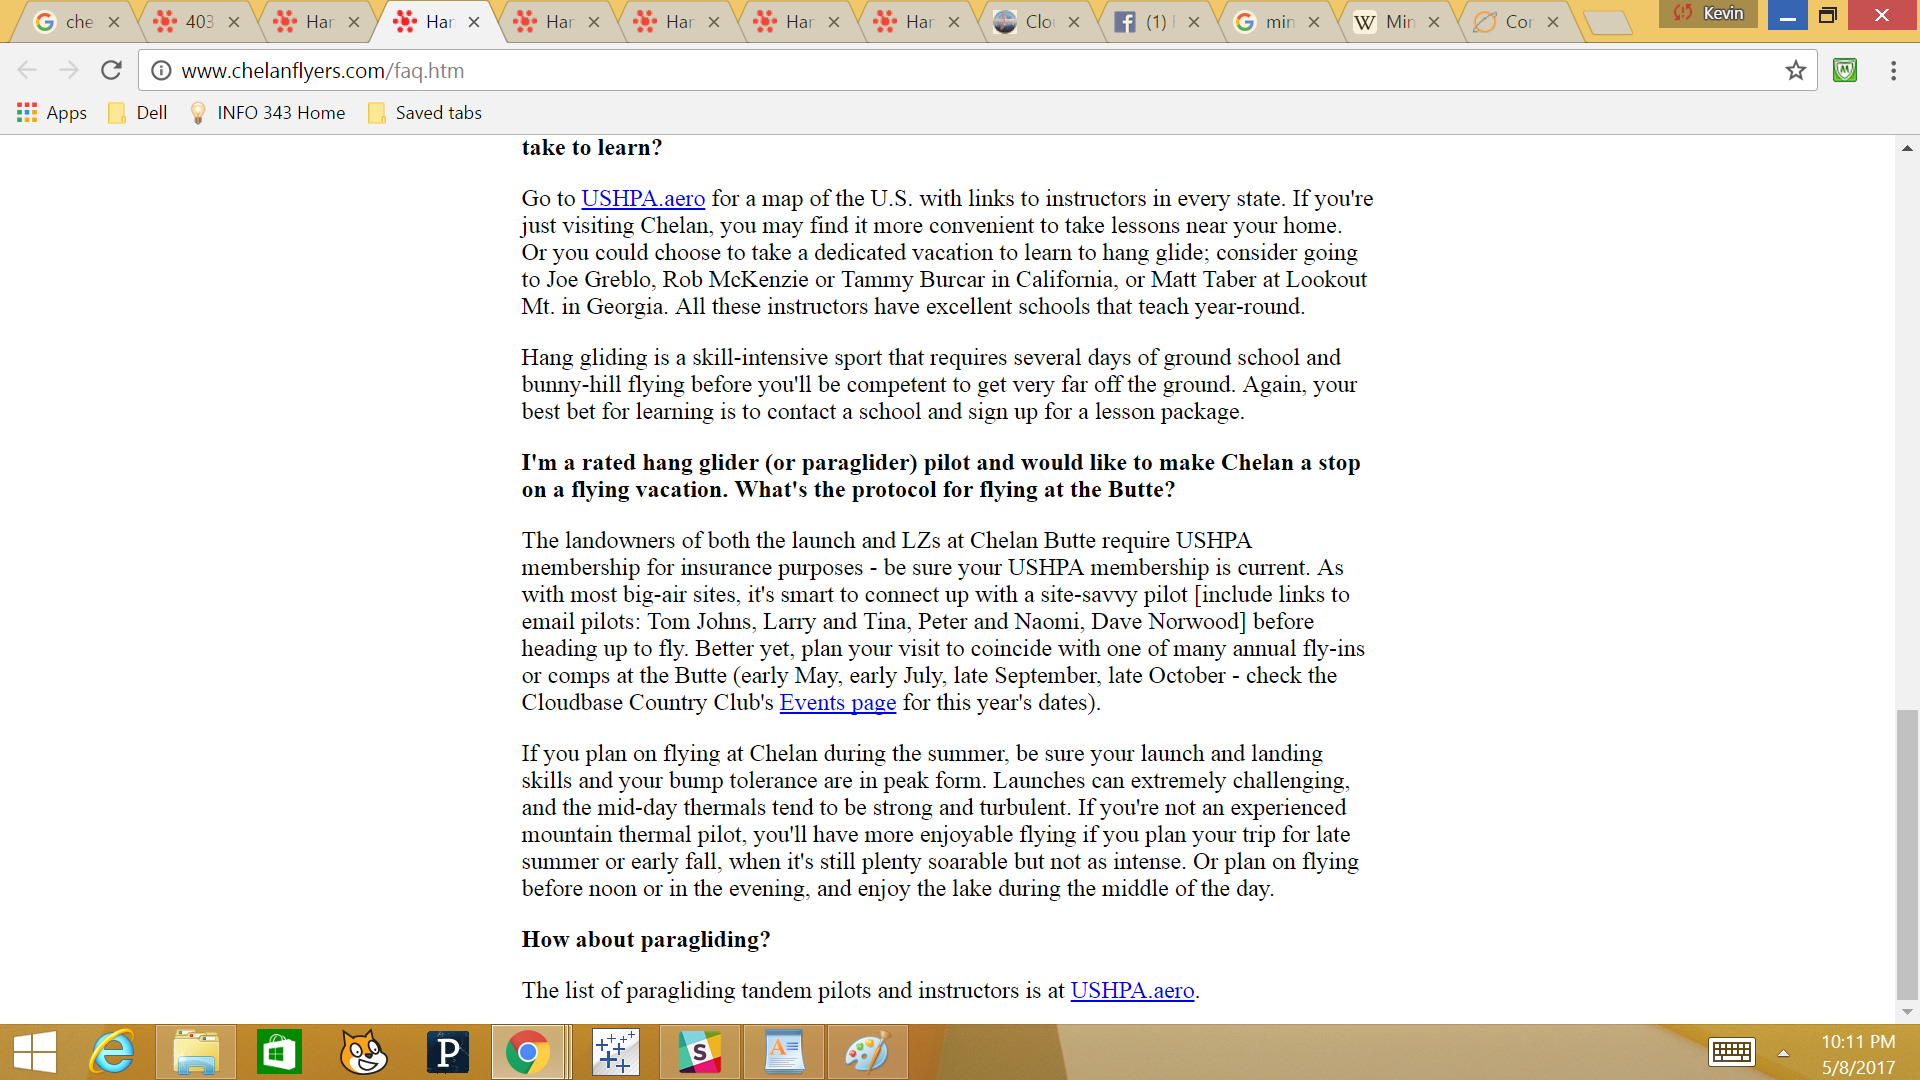 che
403
Har
Har
Har
Har
Har
Har
Clo
(1)
min
Min
Cor
Kevin
www.chelanflyers.com/faq.htm
Apps
Dell
INFO 343 Home
Saved tabs
take to learn?
Go to USHPA.aero for a map of the U.S. with links to instructors in every state. If you're
just visiting Chelan, you may find it more convenient to take lessons near your home.
Or you could choose to take a dedicated vacation to learn to hang glide; consider going
to Joe Greblo, Rob McKenzie or Tammy Burcar in California, or Matt Taber at Lookout
Mt. in Georgia. All these instructors have excellent schools that teach year-round.
Hang gliding is a skill-intensive sport that requires several days of ground school and
bunny-hill flying before you'll be competent to get very far off the ground. Again, your
best bet for learning is to contact a school and sign up for a lesson package.
I'm a rated hang glider (or paraglider) pilot and would like to make Chelan a stop
on a flying vacation. What's the protocol for flying at the Butte?
The landowners of both the launch and LZs at Chelan Butte require USHPA
membership for insurance purposes - be sure your USHPA membership is current. As
with most big-air sites, it's smart to connect up with a site-savvy pilot [include links to
email pilots: Tom Johns, Larry and Tina, Peter and Naomi, Dave Norwood] before
heading up to fly. Better yet, plan your visit to coincide with one of many annual fly-ins
or comps at the Butte (early May, early July, late September, late October - check the
Cloudbase Country Club's Events page for this year's dates).
If you plan on flying at Chelan during the summer, be sure your launch and landing
skills and your bump tolerance are in peak form. Launches can extremely challenging,
and the mid-day thermals tend to be strong and turbulent. If you're not an experienced
mountain thermal pilot, you'll have more enjoyable flying if you plan your trip for late
summer or early fall, when it's still plenty soarable but not as intense. Or plan on flying
before noon or in the evening, and enjoy the lake during the middle of the day.
How about paragliding?
The list of paragliding tandem pilots and instructors is at USHPA.aero.
10:11 PM
5/8/2017